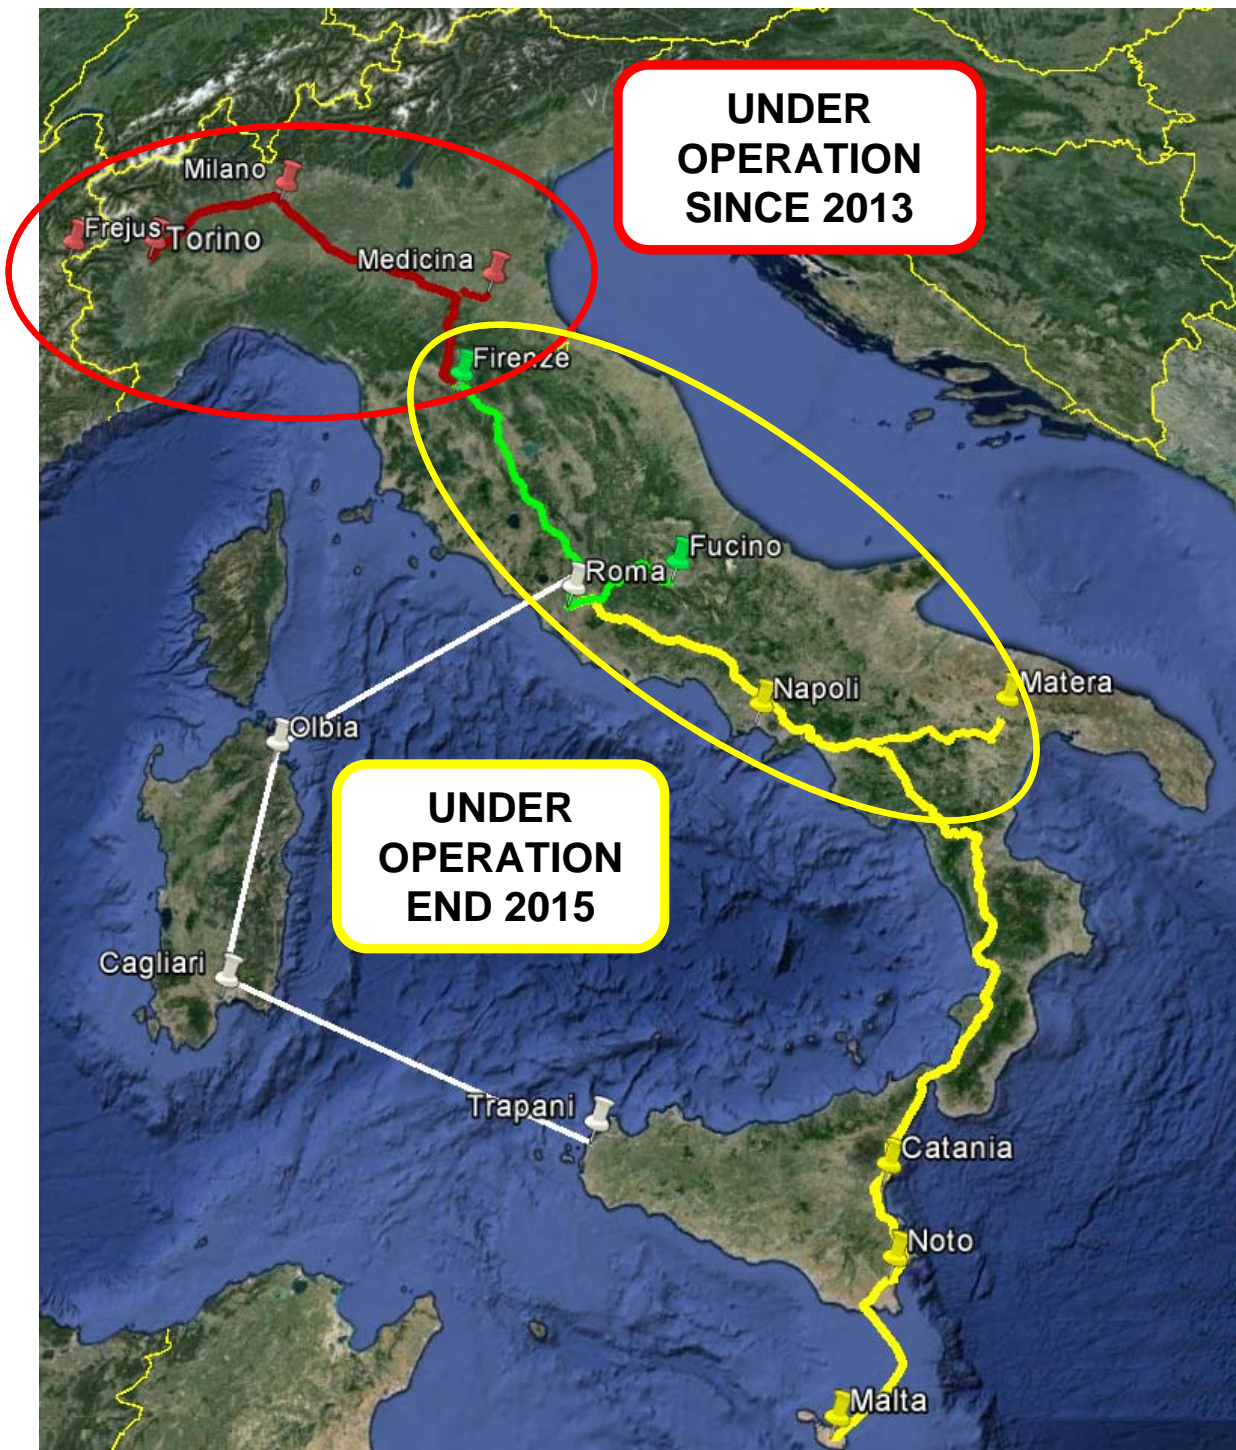 UNDER
OPERATION
SINCE 2013
Milano
Frejus
Torino
Medicina
Firenze
Fucino
Roma
Napoli
Matera
Olbia
UNDER
OPERATION
END 2015
Cagliari
Trapani
Catania
Noto
Malta